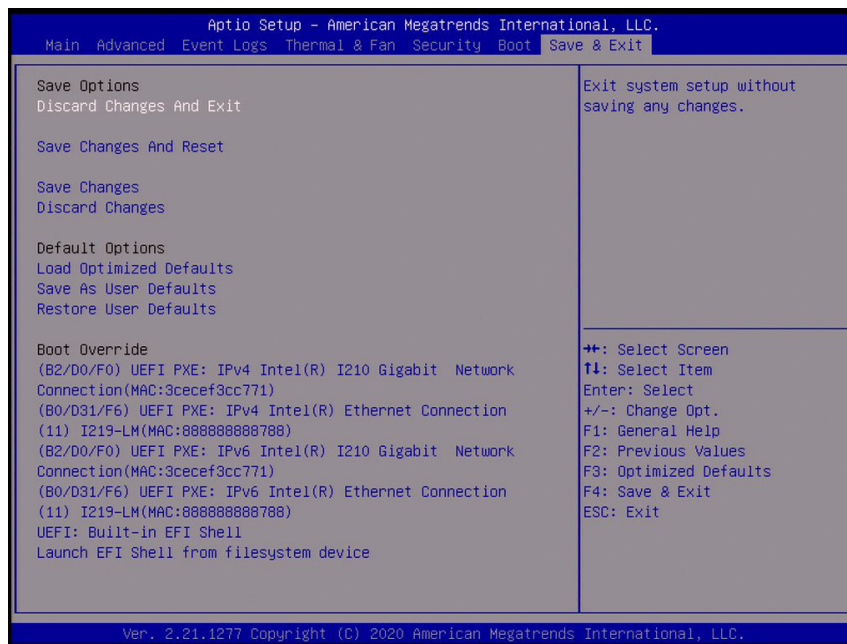 Aptio Setup – American Megatrends International, LLC.
Main Advanced Event Logs Thermal & Fan Security Boot Save & Exit
Save Options
Discard Changes And Exit
Save Changes And Reset
Save Changes
Discard Changes
Default Options
Load Optimized Defaults
Save As User Defaults
Restore User Defaults
Boot Override
(B2/D0/F0) UEFI PXE: IPv4 Intel(R) I210 Gigabit  Network
Connection(MAC:3cecef3cc771)
(B0/D31/F6) UEFI PXE: IPv4 Intel(R) Ethernet Connection
(11) I219-LM(MAC:888888888788)
(B2/D0/F0) UEFI PXE: IPv6 Intel(R) I210 Gigabit  Network
Connection(MAC:3cecef3cc771)
(B0/D31/F6) UEFI PXE: IPv6 Intel(R) Ethernet Connection
(11) I219-LM(MAC:888888888788)
UEFI: Built-in EFI Shell
Launch EFI Shell from filesystem device
Exit system setup without
saving any changes.
→←: Select Screen
↑↓: Select Item
Enter: Select
+/-: Change Opt.
F1: General Help
F2: Previous Values
F3: Optimized Defaults
F4: Save & Exit
ESC: Exit
Ver. 2.21.1277 Copyright (C) 2020 American Megatrends International, LLC.